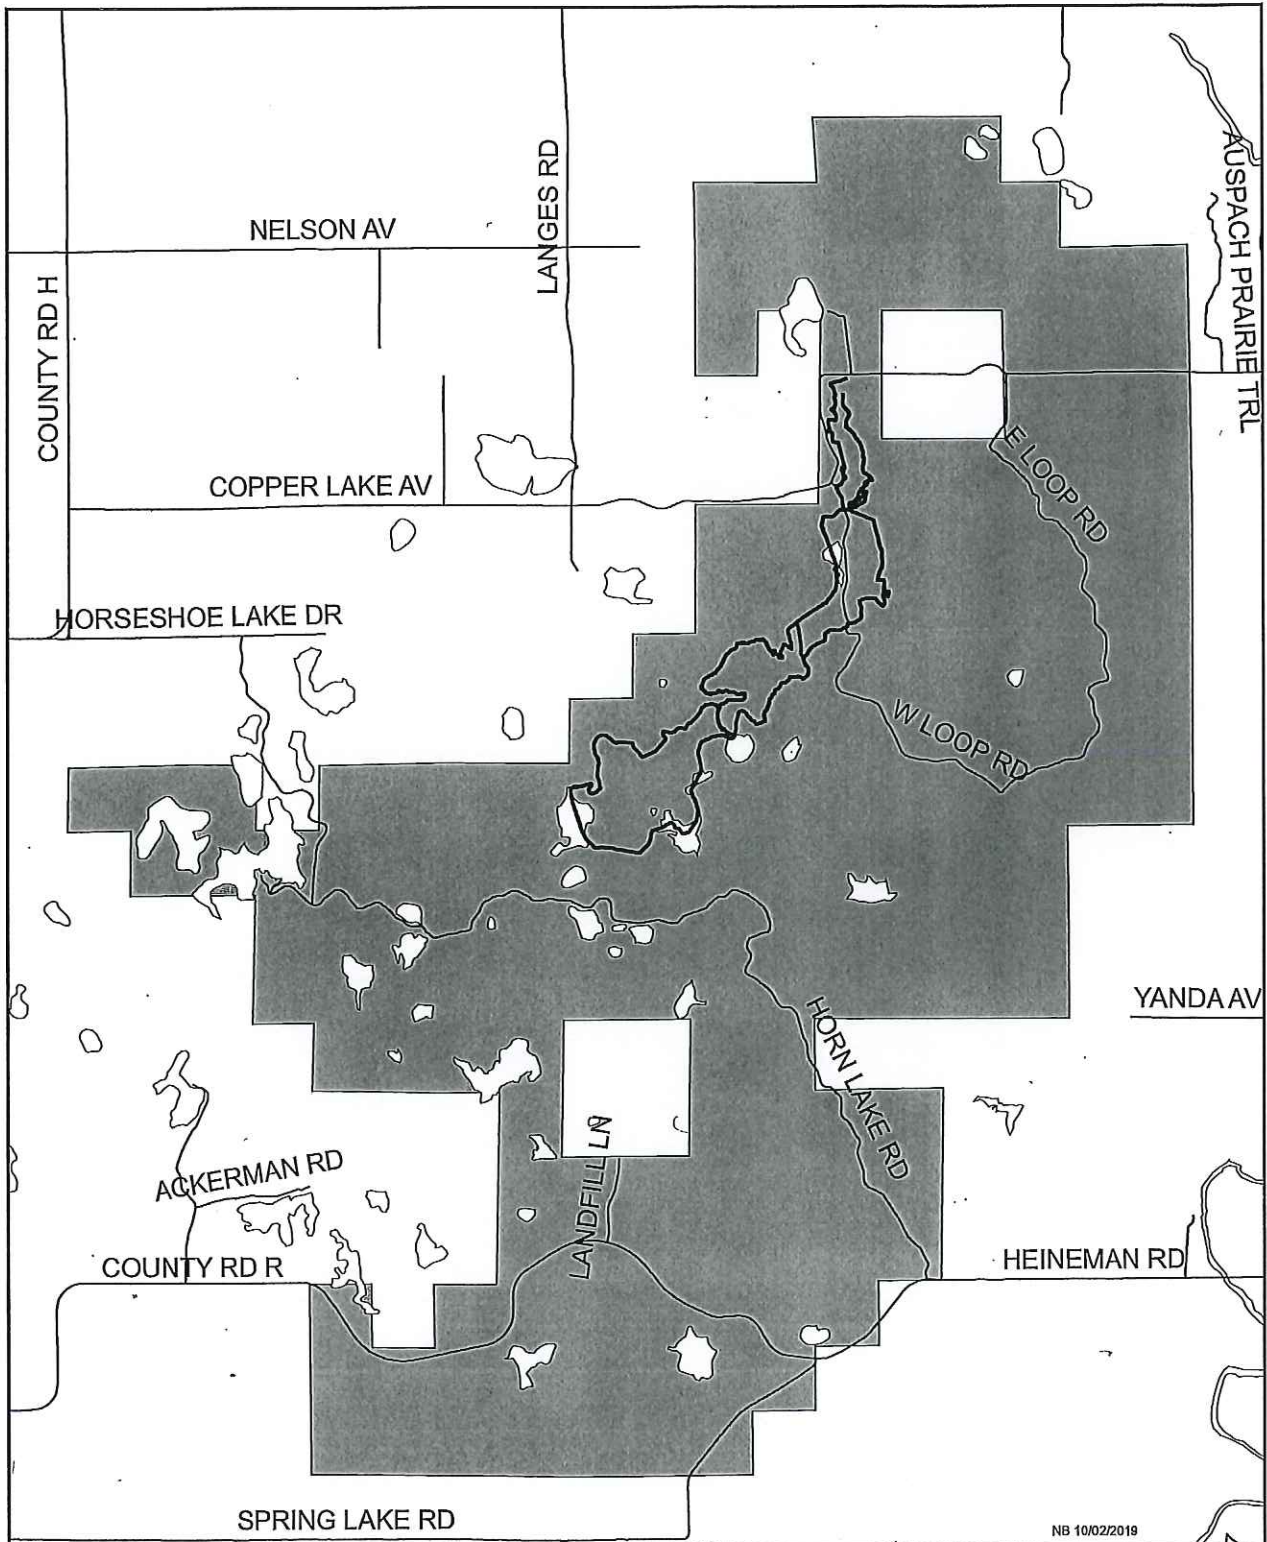 AUSPACH PRAIRIE TRL
LANGES RD
NELSON AV
COUNTY RD H
E LOOP RD
COPPER LAKE AV
HORSESHOE LAKE DR
W LOOP RD
YANDA AV
HORN LAKE RD
LANDFILL LN
ACKERMAN RD
COUNTY RD R
HEINEMAN RD
SPRING LAKE RD
NB 10/02/2019